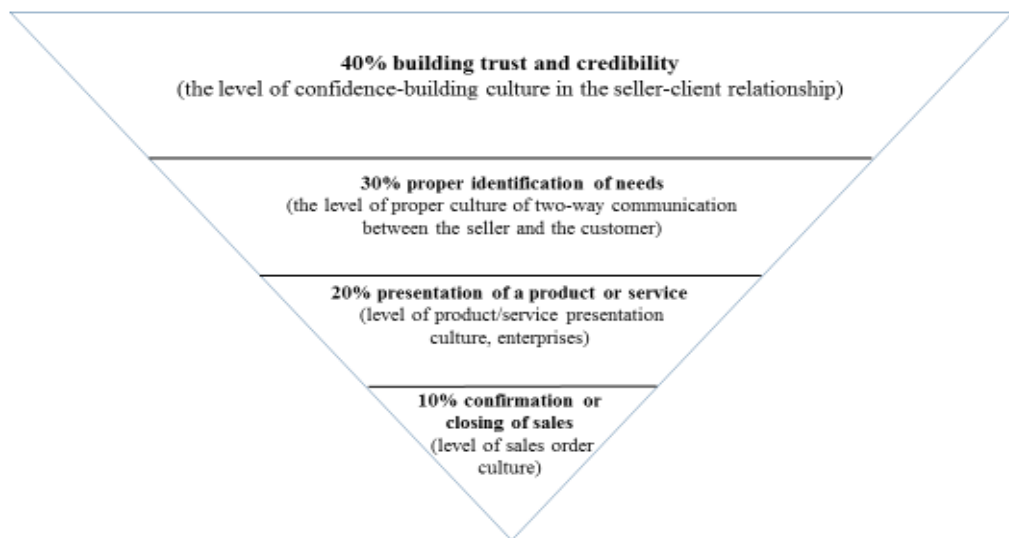 40% building trust and credibility
(the level of confidence-building culture in the seller-client relationship)
30% proper identification of needs
(the level of proper culture of two-way communication
between the seller and the customer)
20% presentation of a product or service
(level of product/service presentation
culture, enterprises)
10% confirmation or
closing of sales
(level of sales order
culture)